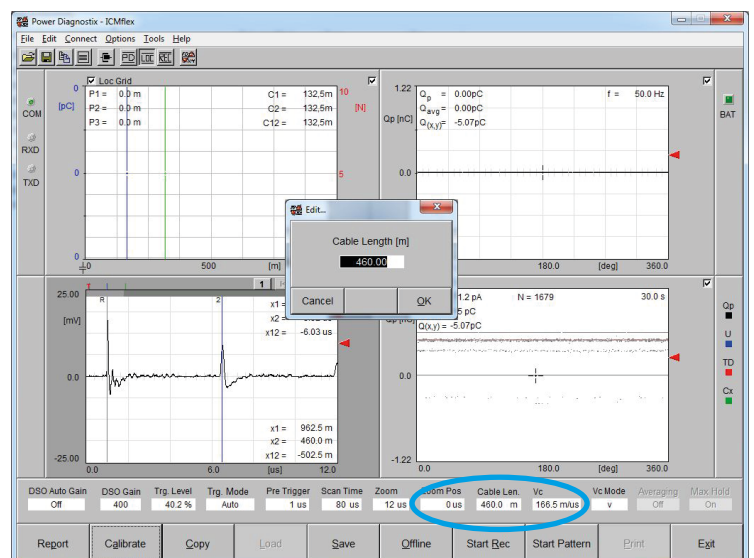 Power Diagnostix - ICMflex
File Edit Connect Options Tools Help
PD LOC REL
COM
RXD
TXD
Loc Grid
0
[pC]
P1 = 0.0 m
P2 = 0.0 m
P3 = 0.0 m
C1 = 132,5m
C2 = 132,5m
C12 = 132,5m
10
[N]
0
5
0
0 500 [m]
1.22
Qp [nC]
Qp = 0.00pC
Qavg = 0.00pC
Q(x,y)= -5.07pC
f = 50.0 Hz
0.0
180.0 [deg] 360.0
BAT
Edit...
Cable Length [m]
460.00
Cancel OK
T
1
25.00
[mV]
R
2
x1 =
x2 =
x12 = -6.03 us
0.0
x1 = 962.5 m
x2 = 460.0 m
x12 = -502.5 m
-25.00
0.0 6.0 [us] 12.0
1.2 pA N = 1679 30.0 s
5 pC
Q(x,y) = -5.07pC
0.0
-1.22
0.0 180.0 [deg] 360.0
Qp
U
TD
Cx
DSO Auto Gain DSO Gain Trg. Level Trg. Mode Pre Trigger Scan Time Zoom Zoom Pos Cable Len. Vc Vc Mode Averaging Max Hold
Off 400 40.2 % Auto 1 us 80 us 12 us 0 us 460.0 m 166.5 m/us v Off On
Report Calibrate Copy Load Save Offline Start Rec Start Pattern Print Exit